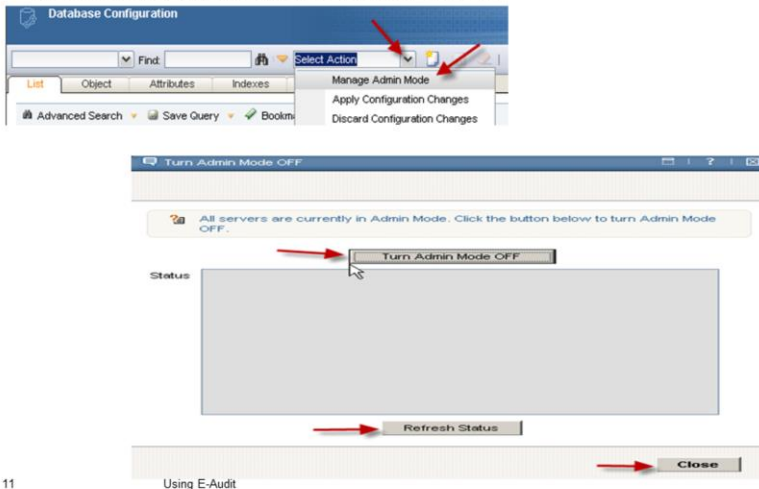 Database Configuration
Find: Select Action
List Object Attributes Indexes
Manage Admin Mode
Apply Configuration Changes
Discard Configuration Changes
Advanced Search Save Query
Turn Admin Mode OFF
All servers are currently in Admin Mode. Click the button below to turn Admin Mode
OFF.
Turn Admin Mode OFF
Status
Refresh Status
Close
11 Using E-Audit